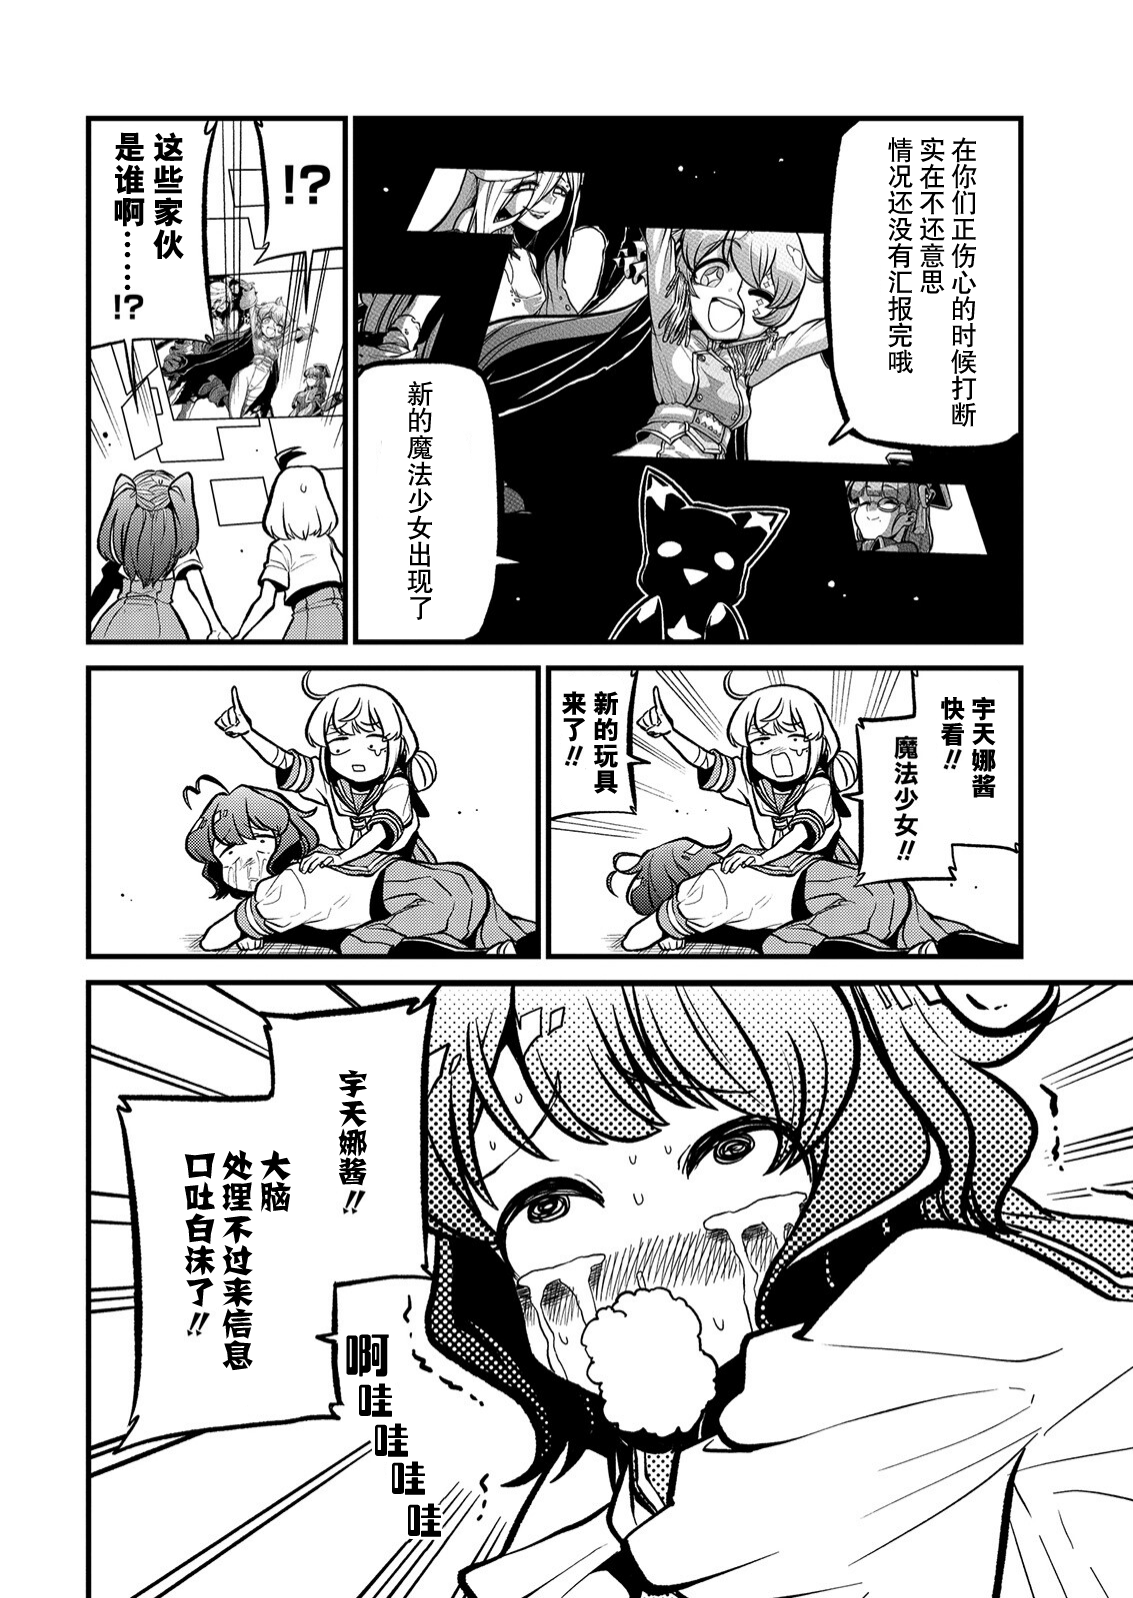 在你们正伤心的时候打断
实在不还意思
情况还没有汇报完哦
新的魔法少女出现了
!?
这些家伙
是谁啊……!?
宇天娜酱
快看!!
魔法少女!!
新的玩具
来了!!
宇天娜酱!!
大脑
处理不过来信息
口吐白沫了!!
啊哇哇哇哇